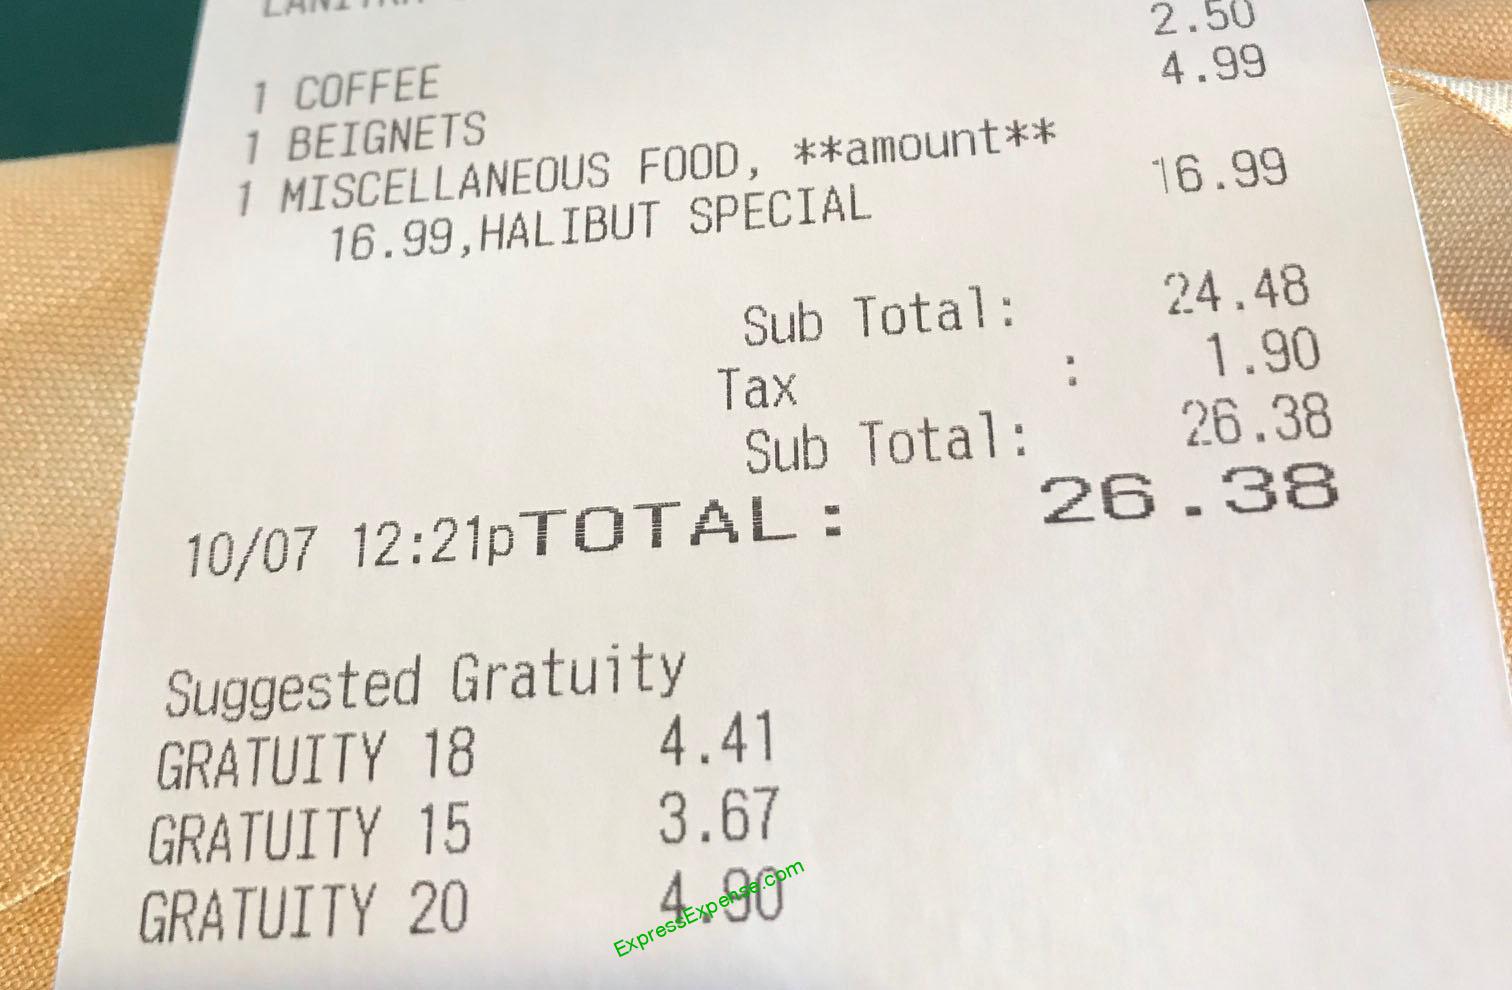 1 COFFEE 2.50
1 BEIGNETS 4.99
1 MISCELLANEOUS FOOD, **amount**
16.99,HALIBUT SPECIAL 16.99
Sub Total: 24.48
Tax : 1.90
Sub Total: 26.38
10/07 12:21pTOTAL: 26.38
Suggested Gratuity
GRATUITY 18 4.41
GRATUITY 15 3.67
GRATUITY 20 4.90
ExpressExpense.com